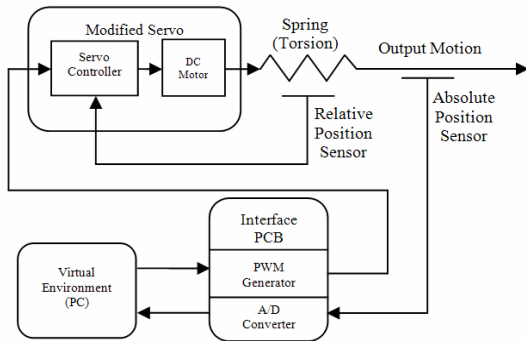 Modified Servo
Servo
Controller
DC
Motor
Spring
(Torsion)
Output Motion
Relative
Position
Sensor
Absolute
Position
Sensor
Interface
PCB
PWM
Generator
A/D
Converter
Virtual
Environment
(PC)